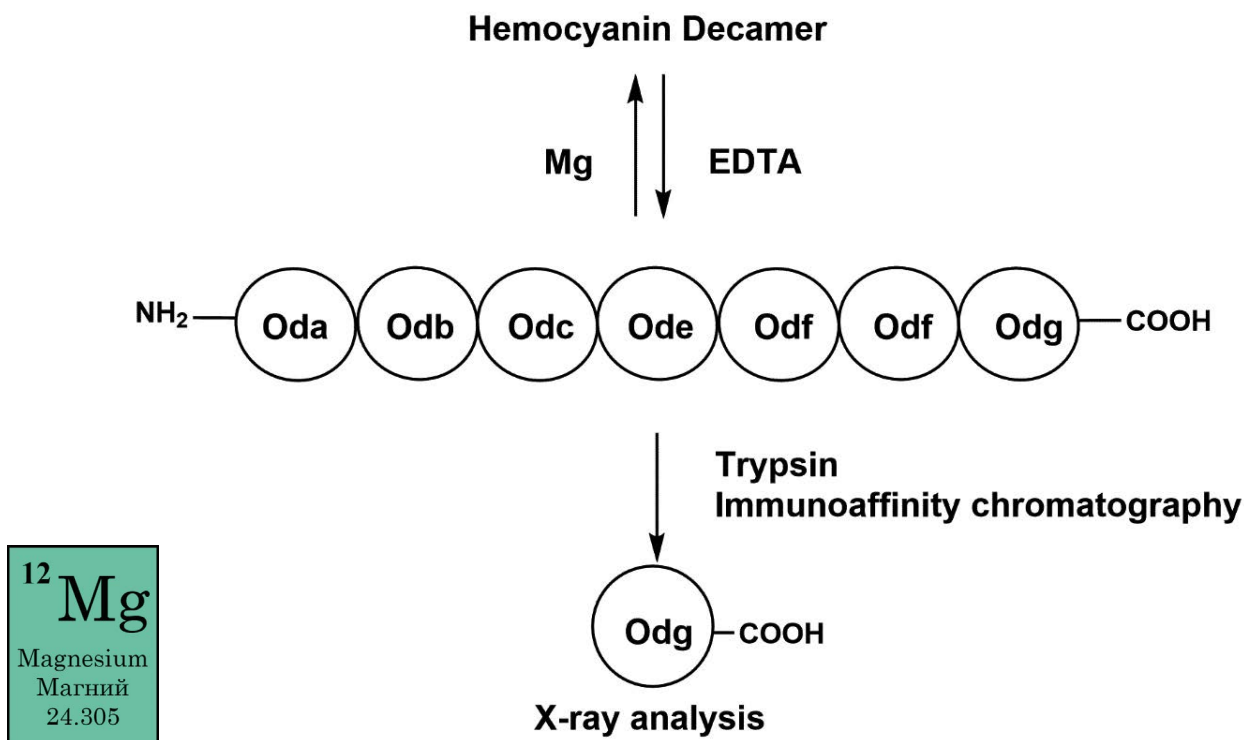 Hemocyanin Decamer
Mg EDTA
NH₂ Oda Odb Odc Ode Odf Odf Odg COOH
Trypsin
Immunoaffinity chromatography
Odg COOH
X-ray analysis
12 Mg
Magnesium
Магний
24.305